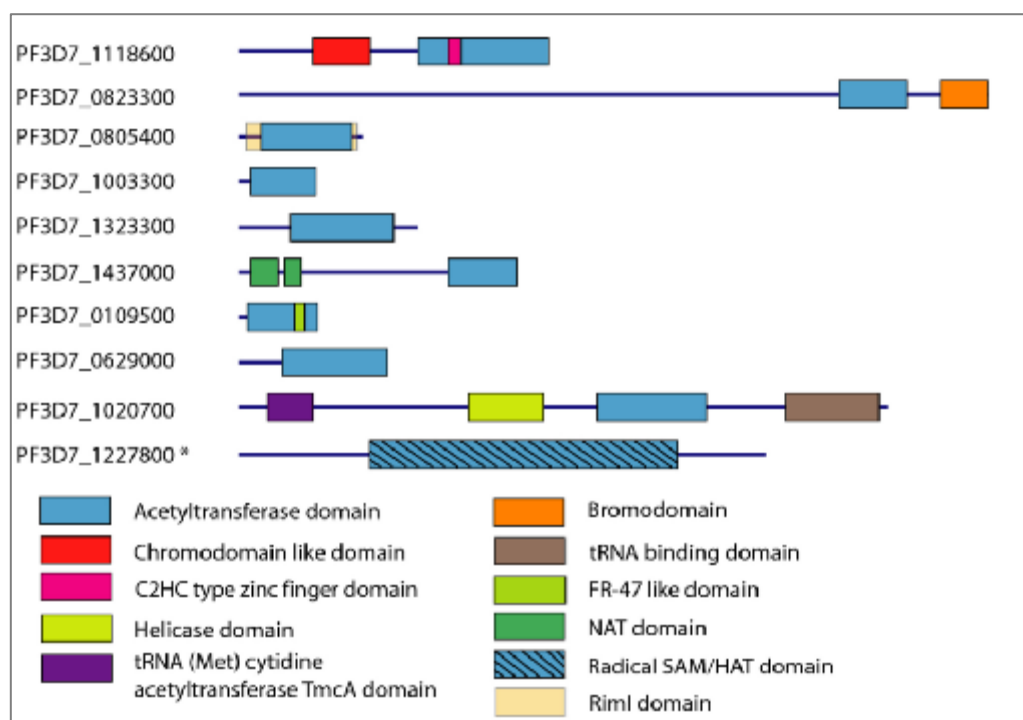 PF3D7_1118600
PF3D7_0823300
PF3D7_0805400
PF3D7_1003300
PF3D7_1323300
PF3D7_1437000
PF3D7_0109500
PF3D7_0629000
PF3D7_1020700
PF3D7_1227800 *
Acetyltransferase domain
Chromodomain like domain
C2HC type zinc finger domain
Helicase domain
tRNA (Met) cytidine
acetyltransferase TmcA domain
Bromodomain
tRNA binding domain
FR-47 like domain
NAT domain
Radical SAM/HAT domain
RimI domain